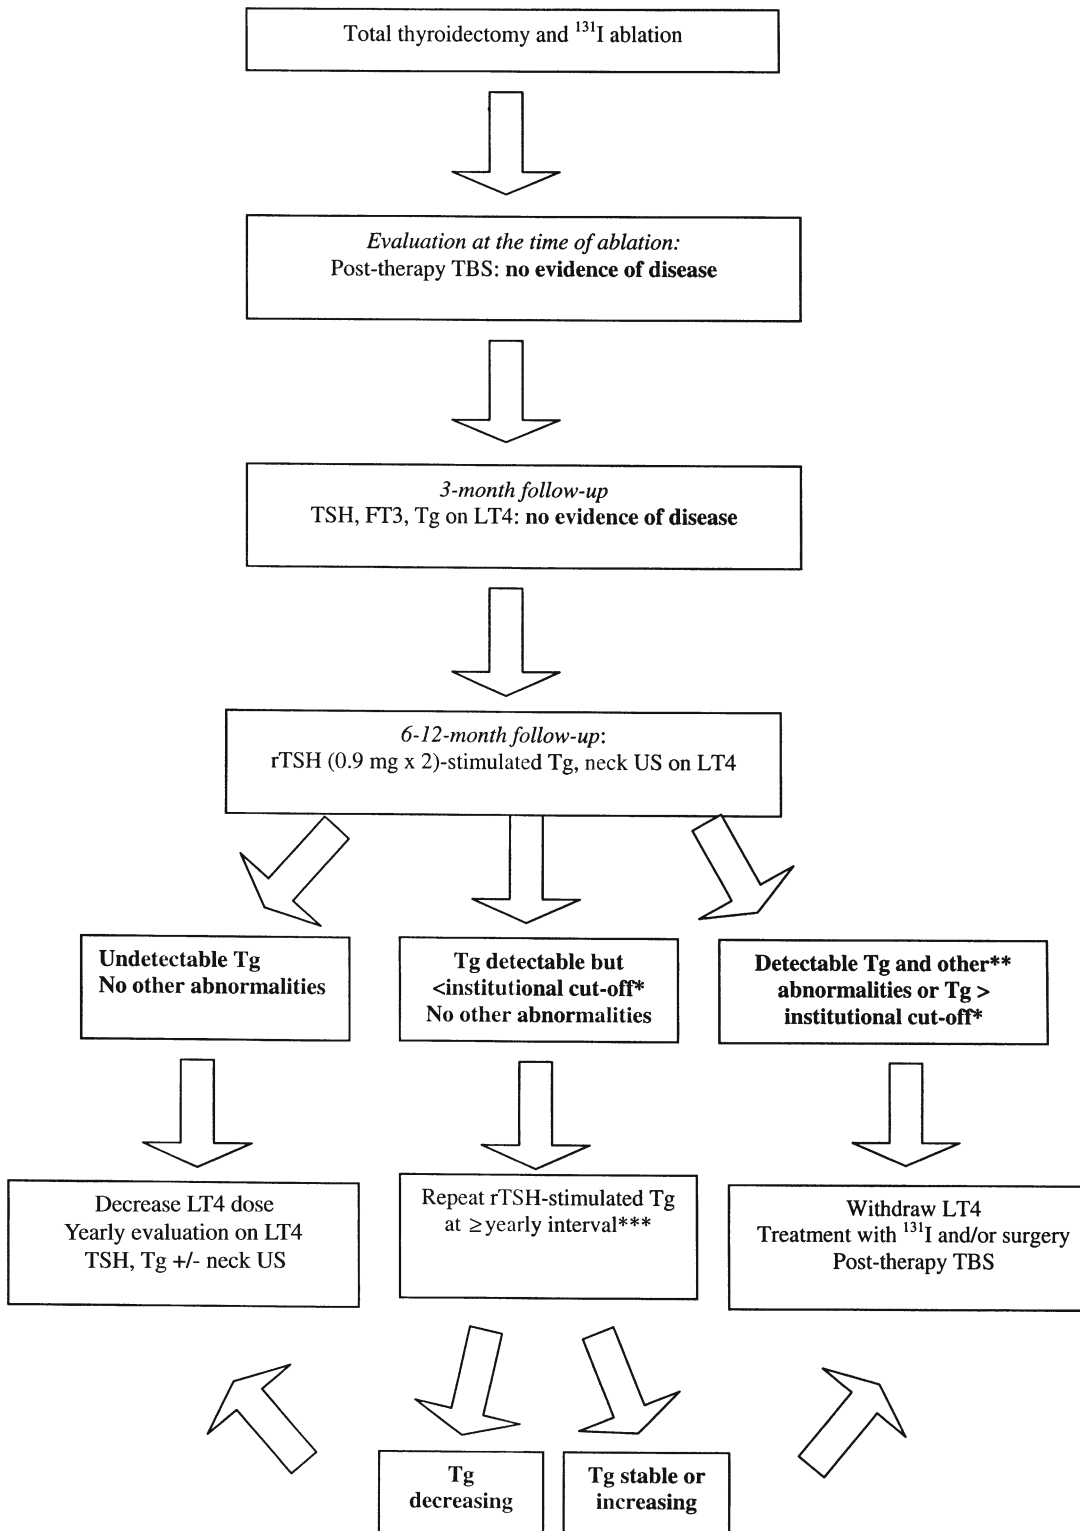 Total thyroidectomy and ¹³¹I ablation
Evaluation at the time of ablation:
Post-therapy TBS: no evidence of disease
3-month follow-up
TSH, FT3, Tg on LT4: no evidence of disease
6-12-month follow-up:
rTSH (0.9 mg x 2)-stimulated Tg, neck US on LT4
Undetectable Tg
No other abnormalities
Tg detectable but
<institutional cut-off*
No other abnormalities
Detectable Tg and other**
abnormalities or Tg >
institutional cut-off*
Decrease LT4 dose
Yearly evaluation on LT4
TSH, Tg +/- neck US
Repeat rTSH-stimulated Tg
at ≥ yearly interval***
Withdraw LT4
Treatment with ¹³¹I and/or surgery
Post-therapy TBS
Tg
decreasing
Tg stable or
increasing